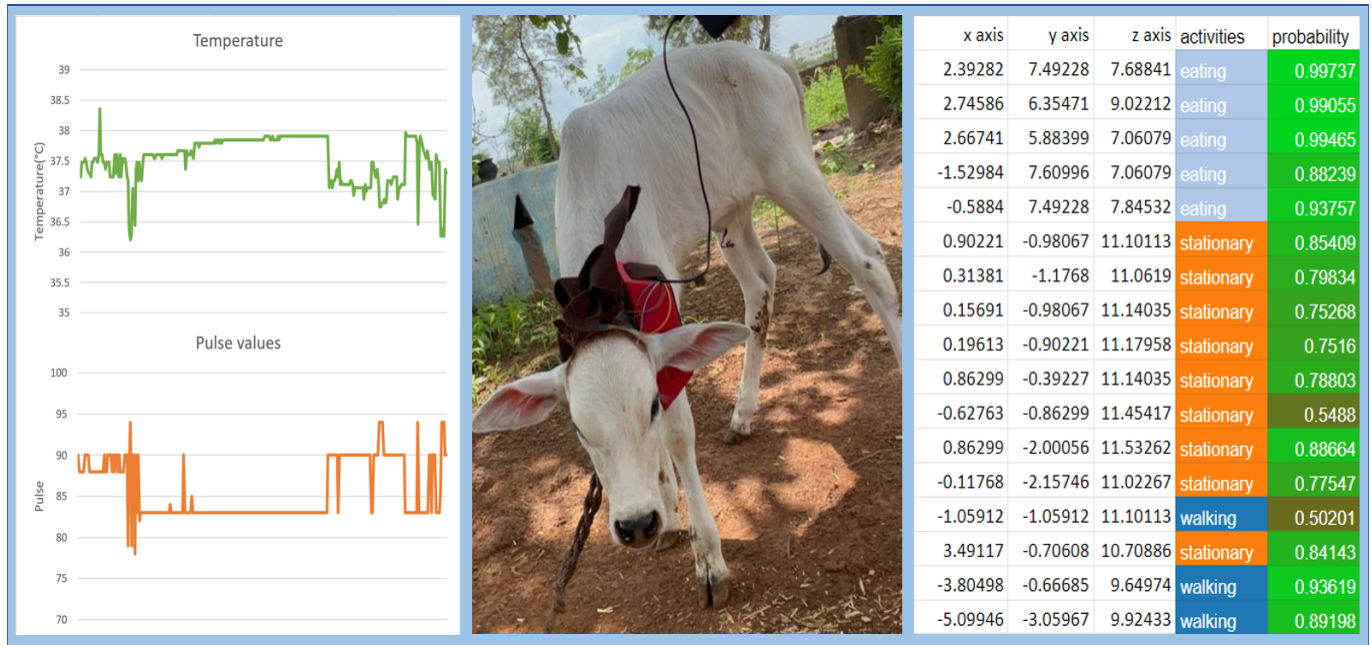 Temperature
39
38.5
38
37.5
37
36.5
36
35.5
35
Temperature(°C)
Pulse values
100
95
90
85
80
75
70
Pulse
x axis y axis z axis activities probability
2.39282 7.49228 7.68841 eating 0.99737
2.74586 6.35471 9.02212 eating 0.99055
2.66741 5.88399 7.06079 eating 0.99465
-1.52984 7.60996 7.06079 eating 0.88239
-0.5884 7.49228 7.84532 eating 0.93757
0.90221 -0.98067 11.10113 stationary 0.85409
0.31381 -1.1768 11.0619 stationary 0.79834
0.15691 -0.98067 11.14035 stationary 0.75268
0.19613 -0.90221 11.17958 stationary 0.7516
0.86299 -0.39227 11.14035 stationary 0.78803
-0.62763 -0.86299 11.45417 stationary 0.5488
0.86299 -2.00056 11.53262 stationary 0.88664
-0.11768 -2.15746 11.02267 stationary 0.77547
-1.05912 -1.05912 11.10113 walking 0.50201
3.49117 -0.70608 10.70886 stationary 0.84143
-3.80498 -0.66685 9.64974 walking 0.93619
-5.09946 -3.05967 9.92433 walking 0.89198